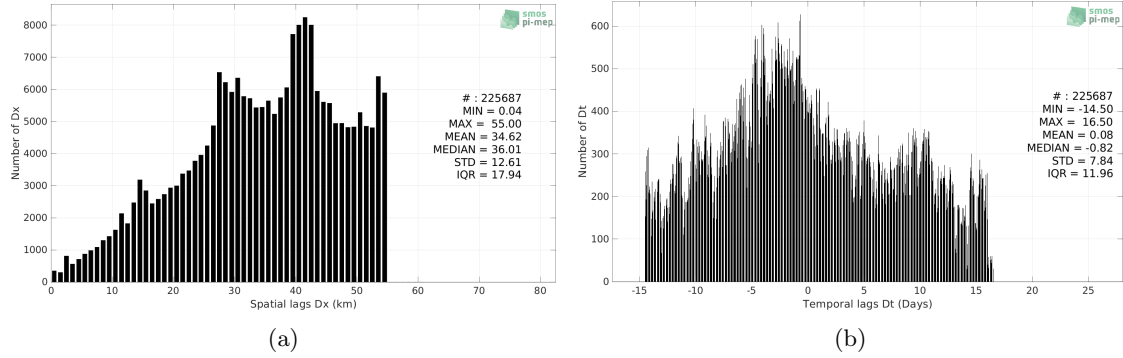 smos
pi-mep
8000
7000
6000
5000
4000
3000
2000
1000
0
Number of Dx
# : 225687
MIN = 0.04
MAX = 55.00
MEAN = 34.62
MEDIAN = 36.01
STD = 12.61
IQR = 17.94
0 10 20 30 40 50 60 70 80
Spatial lags Dx (km)
(a)
smos
pi-mep
600
500
400
300
200
100
0
Number of Dt
# : 225687
MIN = -14.50
MAX = 16.50
MEAN = 0.08
MEDIAN = -0.82
STD = 7.84
IQR = 11.96
-15 -10 -5 0 5 10 15 20 25
Temporal lags Dt (Days)
(b)